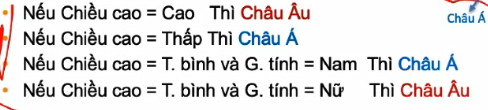 Nếu Chiều cao = Cao Thì Châu Âu
Châu Á
Nếu Chiều cao = Thấp Thì Châu Á
Nếu Chiều cao = T. bình và G. tính = Nam Thì Châu Á
Nếu Chiều cao = T. bình và G. tính = Nữ Thì Châu Âu